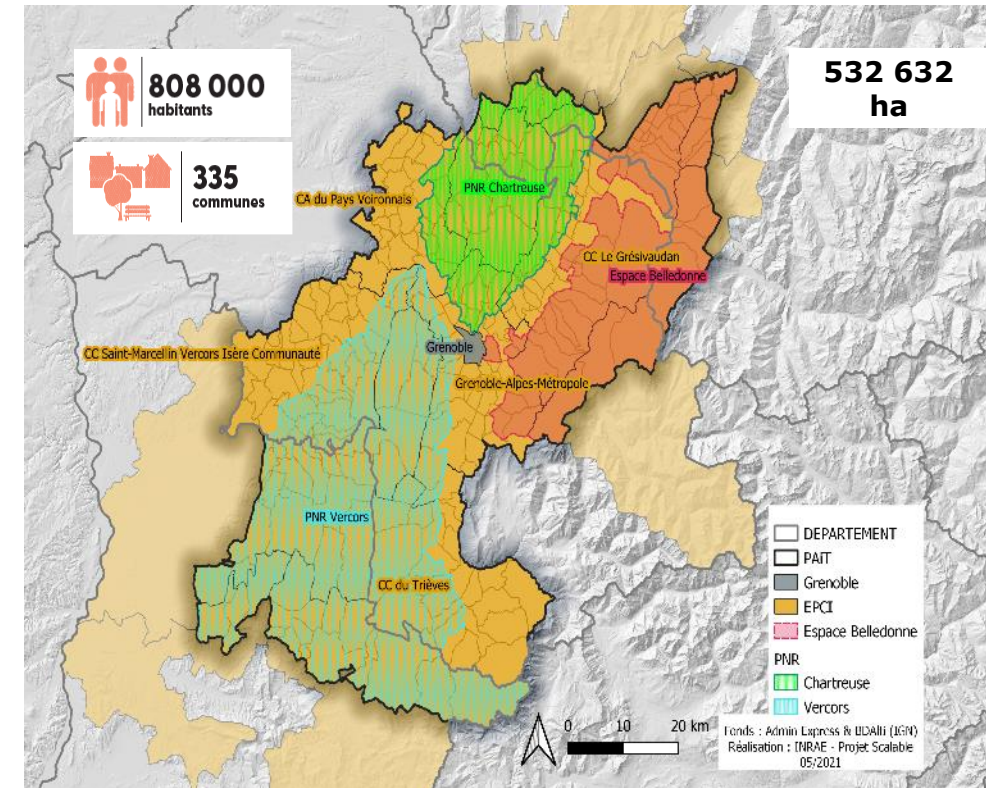 808 000
habitants
335
communes
532 632
ha
CA du Pays Voironnais
PNR Chartreuse
CC Le Grésivaudan
Espace Belledonne
CC Saint-Marcellin Vercors Isère Communauté
Grenoble
Grenoble-Alpes-Métropole
PNR Vercors
CC du Trièves
DEPARTEMENT
PAiT
Grenoble
EPCI
Espace Belledonne
PNR
Chartreuse
Vercors
0 10 20 km
Fonds : Admin Express & BDAlti (IGN)
Réalisation : INRAE - Projet Scalable
05/2021